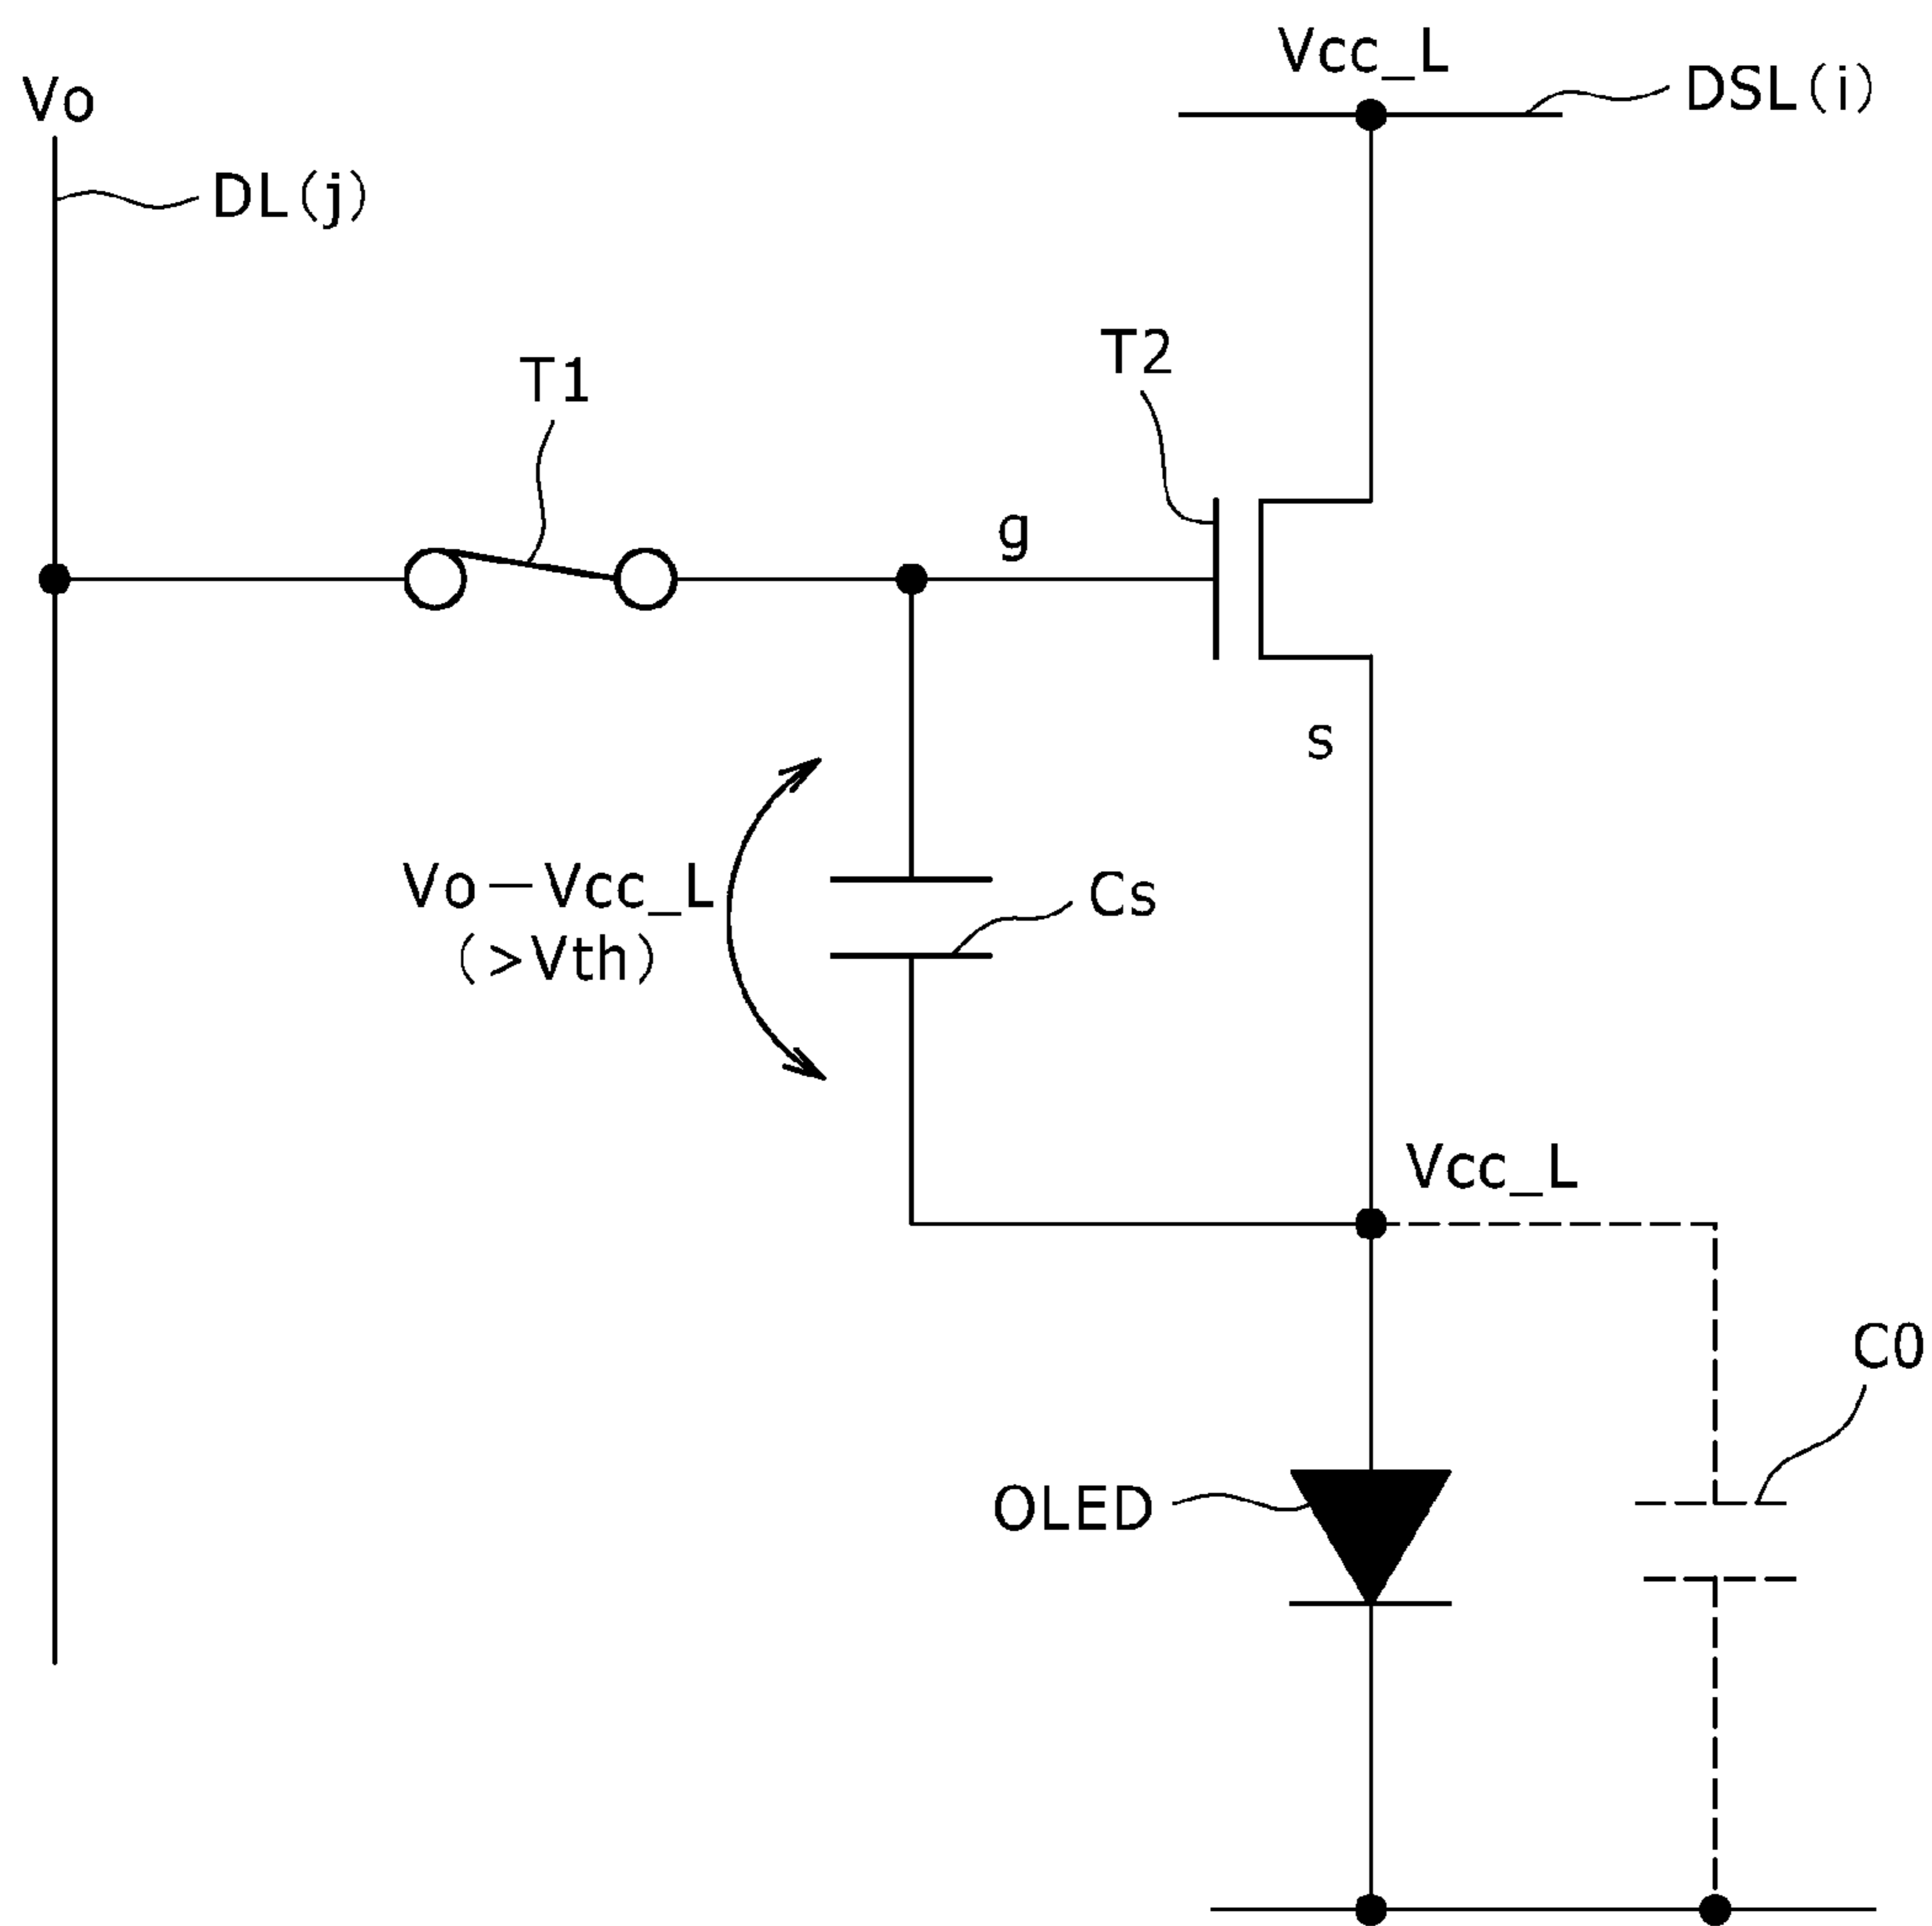 Vcc_L
DSL(i)
Vo
DL(j)
T1
T2
g
s
Vo−Vcc_L
(>Vth)
Cs
Vcc_L
C0
OLED